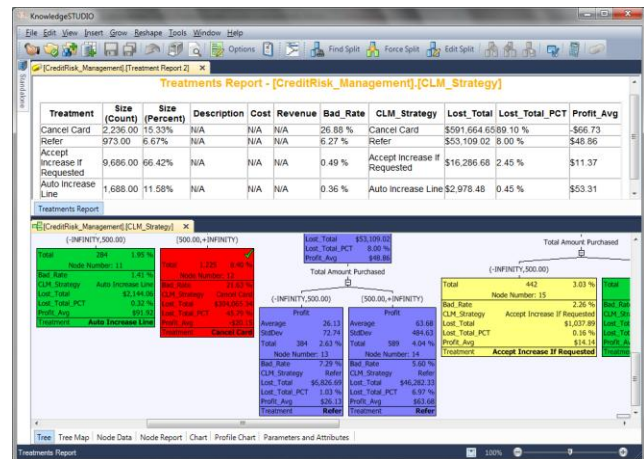 KnowledgeSTUDIO
File Edit View Insert Grow Reshape Tools Window Help
Options Find Split Force Split Edit Split
[CreditRisk_Management].[Treatment Report 2] X
Standalone
Treatments Report - [CreditRisk_Management].[CLM_Strategy]
Treatment Size (Count) Size (Percent) Description Cost Revenue Bad_Rate CLM_Strategy Lost_Total Lost_Total_PCT Profit_Avg
Cancel Card 2,236.00 15.33% N/A N/A N/A 26.88 % Cancel Card $591,664.65 89.10 % -$66.73
Refer 973.00 6.67% N/A N/A N/A 6.27 % Refer $53,109.02 8.00 % $48.86
Accept Increase If Requested 9,686.00 66.42% N/A N/A N/A 0.49 % Accept Increase If Requested $16,286.68 2.45 % $11.37
Auto Increase Line 1,688.00 11.58% N/A N/A N/A 0.36 % Auto Increase Line $2,978.48 0.45 % $53.31
Treatments Report
[CreditRisk_Management].[CLM_Strategy] X
(-INFINITY,500.00)
Total 284 1.95 %
Node Number: 11
Bad_Rate 1.41 %
CLM_Strategy Auto Increase Line
Lost_Total $2,144.06
Lost_Total_PCT 0.32 %
Profit_Avg $91.92
Treatment Auto Increase Line
[500.00,+INFINITY)
Node Number: 12
Bad_Rate
CLM_Strategy Cancel Card
Lost_Total
Lost_Total_PCT
Profit_Avg
Treatment Cancel Card
Lost_Total $53,109.02
Lost_Total_PCT 8.00 %
Profit_Avg $48.86
Total Amount Purchased
(-INFINITY,500.00)
Profit
Average 26.13
StdDev 72.74
Total 384 2.63 %
Node Number: 13
Bad_Rate 7.29 %
CLM_Strategy Refer
Lost_Total $6,826.69
Lost_Total_PCT 1.03 %
Profit_Avg $26.13
Treatment Refer
[500.00,+INFINITY)
Profit
Average 63.68
StdDev 484.63
Total 589 4.04 %
Node Number: 14
Bad_Rate 5.60 %
CLM_Strategy Refer
Lost_Total $46,282.33
Lost_Total_PCT 6.97 %
Profit_Avg $63.68
Treatment Refer
Total Amount Purchased
(-INFINITY,500.00)
Total 442 3.03 %
Node Number: 15
Bad_Rate 2.26 %
CLM_Strategy Accept Increase If Requested
Lost_Total $1,037.89
Lost_Total_PCT 0.16 %
Profit_Avg $14.14
Treatment Accept Increase If Requested
Total
Tree Tree Map Node Data Node Report Chart Profile Chart Parameters and Attributes
Treatments Report 100%